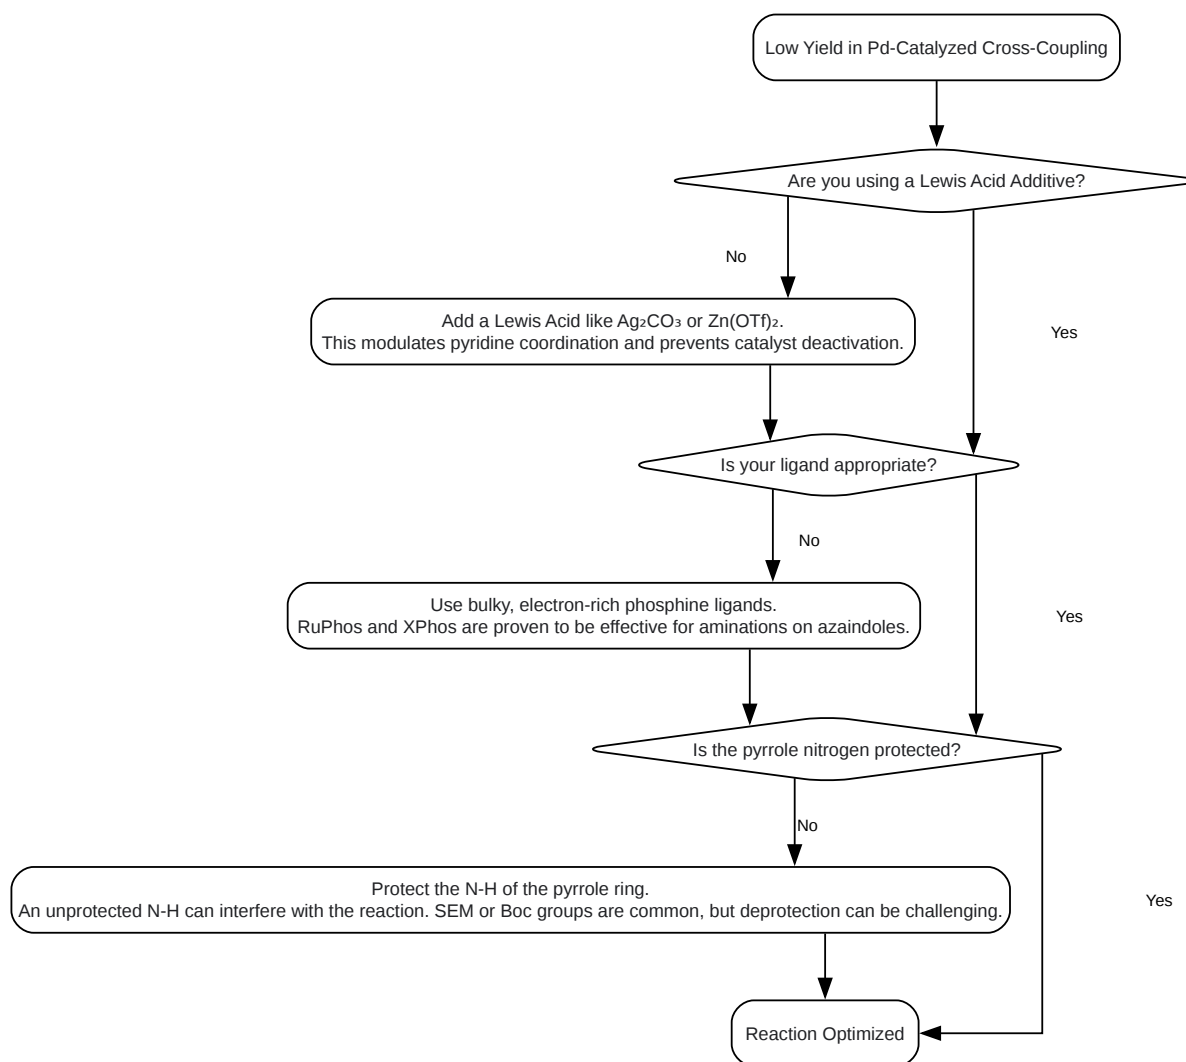 Low Yield in Pd-Catalyzed Cross-Coupling
Are you using a Lewis Acid Additive?
No
Add a Lewis Acid like Ag₂CO₃ or Zn(OTf)₂.
This modulates pyridine coordination and prevents catalyst deactivation.
Yes
Is your ligand appropriate?
No
Use bulky, electron-rich phosphine ligands.
RuPhos and XPhos are proven to be effective for aminations on azaindoles.
Yes
Is the pyrrole nitrogen protected?
No
Protect the N-H of the pyrrole ring.
An unprotected N-H can interfere with the reaction. SEM or Boc groups are common, but deprotection can be challenging.
Yes
Reaction Optimized